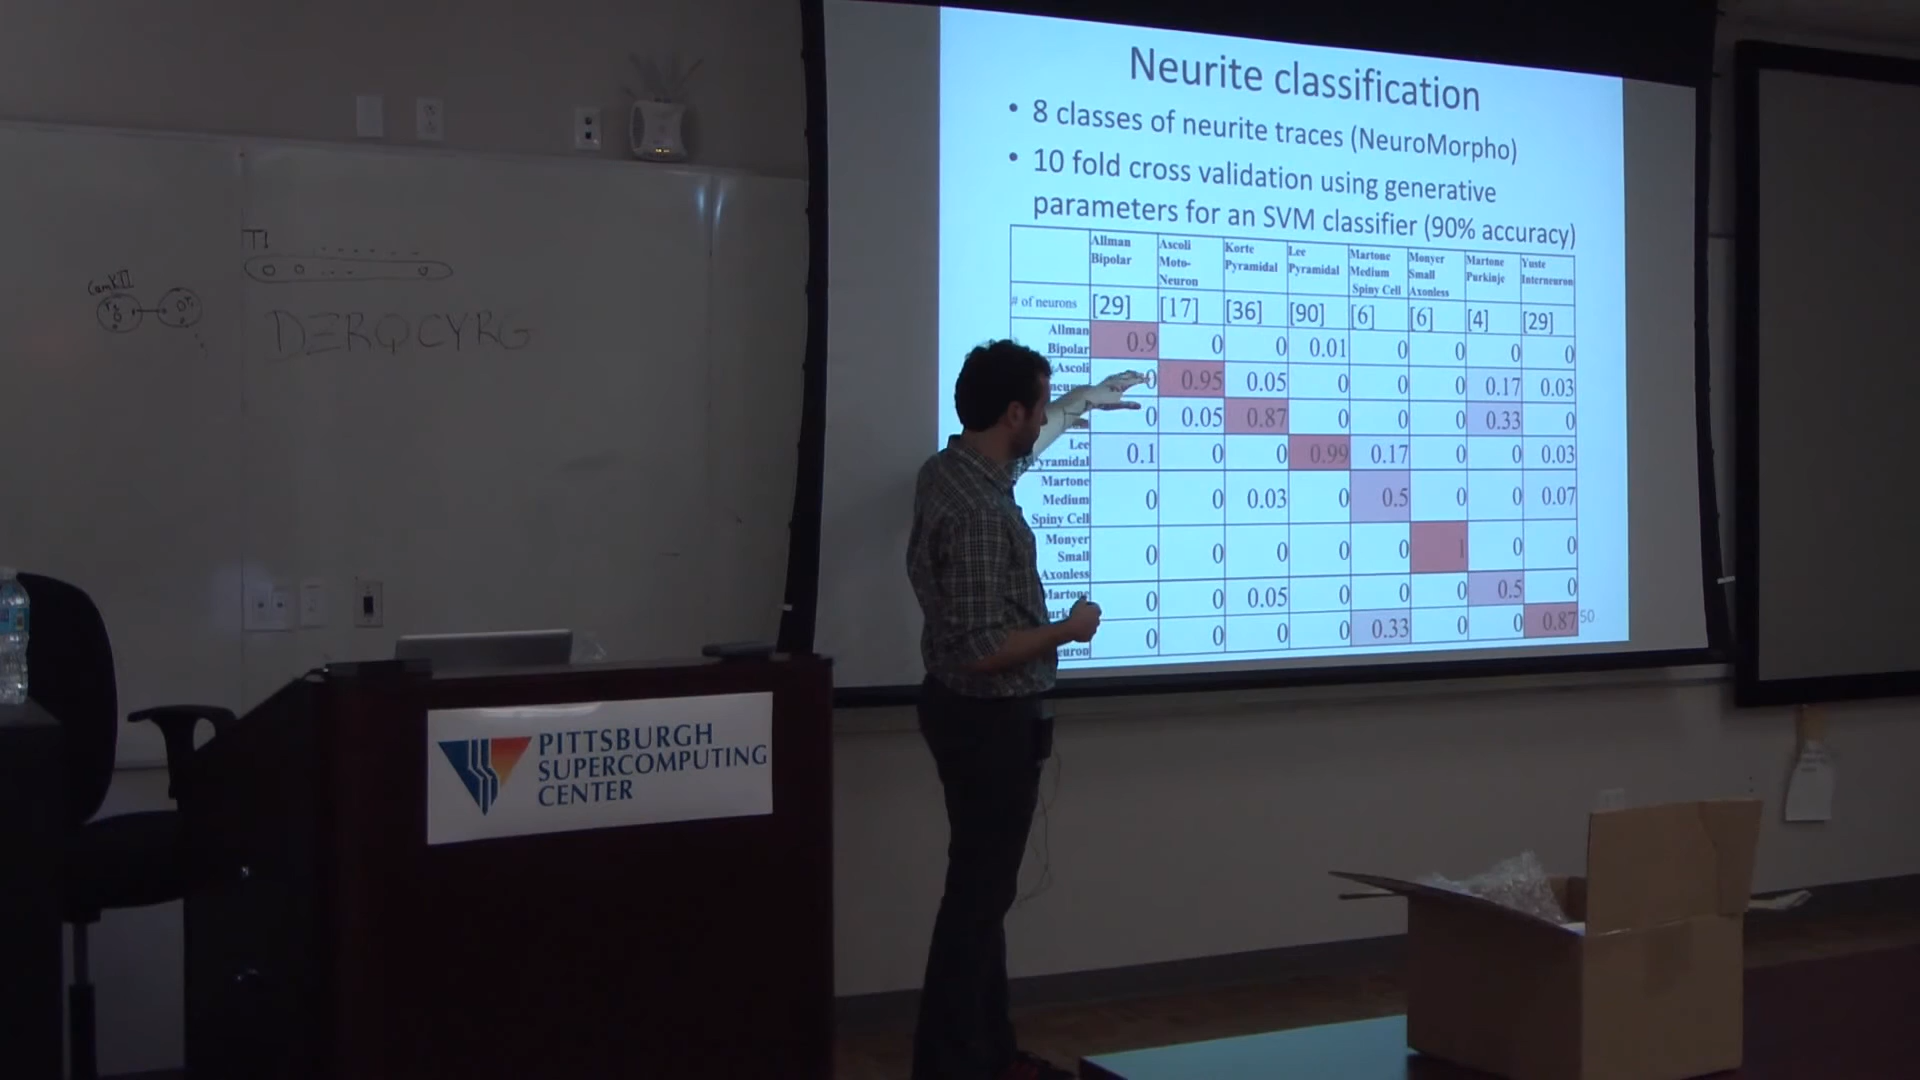 Neurite classification
• 8 classes of neurite traces (NeuroMorpho)
• 10 fold cross validation using generative
parameters for an SVM classifier (90% accuracy)
Allman Bipolar Ascoli Moto-Neuron Korte Pyramidal Lee Pyramidal Martone Medium Spiny Cell Monyer Small Axonless Martone Purkinje Yuste Interneuron
# of neurons [29] [17] [36] [90] [6] [6] [4] [29]
Allman Bipolar 0.9 0 0 0.01 0 0 0 0
Ascoli 0 0.95 0.05 0 0 0 0.17 0.03
0 0.05 0.87 0 0 0 0.33 0
Lee Pyramidal 0.1 0 0 0.99 0.17 0 0 0.03
Martone Medium Spiny Cell 0 0 0.03 0 0.5 0 0 0.07
Monyer Small Axonless 0 0 0 0 0 1 0 0
Martone 0 0 0.05 0 0 0 0.5 0
0 0 0 0 0.33 0 0 0.87
50
CamKII
DERQCYRG
PITTSBURGH
SUPERCOMPUTING
CENTER